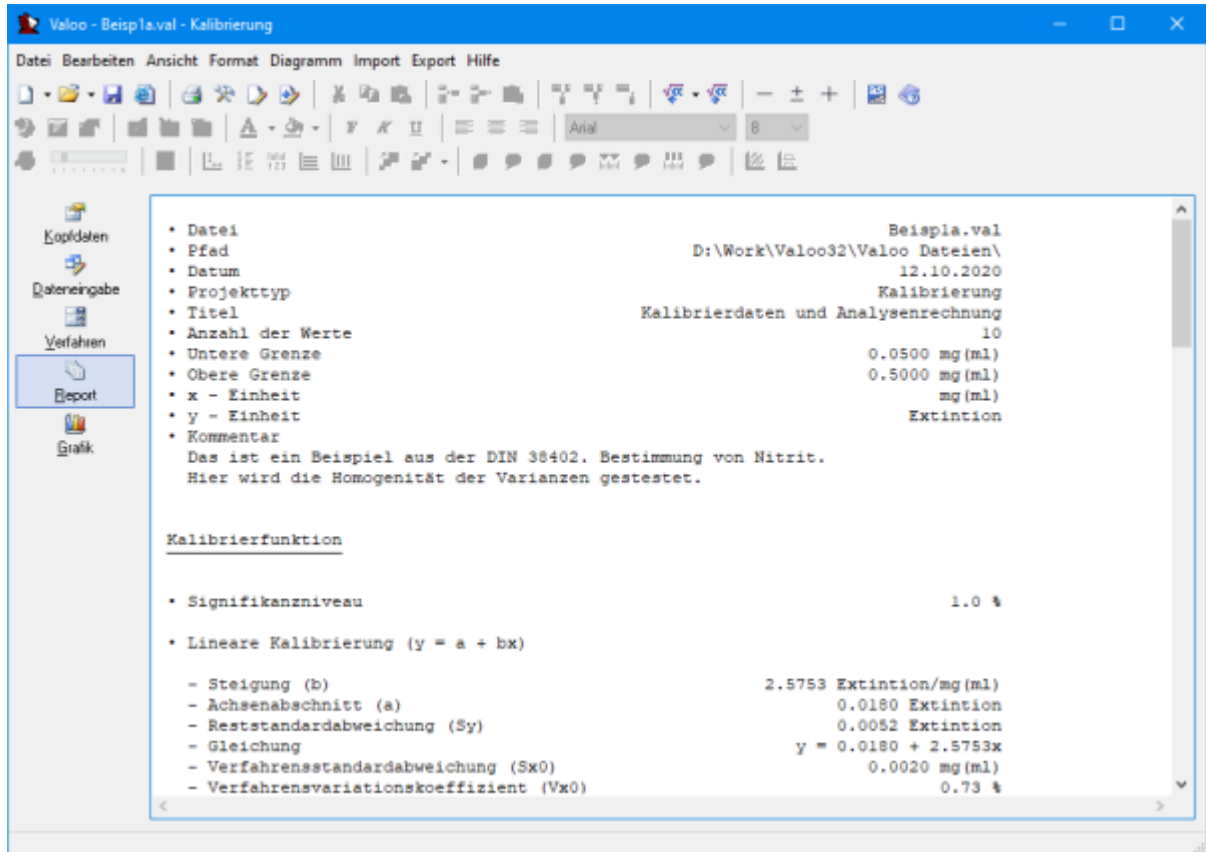 Valoo - Beisp1a.val - Kalibrierung
Datei Bearbeiten Ansicht Format Diagramm Import Export Hilfe
Arial 8
Kopfdaten
Dateneingabe
Verfahren
Report
Grafik
• Datei Beisp1a.val
• Pfad D:\Work\Valoo32\Valoo Dateien\
• Datum 12.10.2020
• Projekttyp Kalibrierung
• Titel Kalibrierdaten und Analysenrechnung
• Anzahl der Werte 10
• Untere Grenze 0.0500 mg(ml)
• Obere Grenze 0.5000 mg(ml)
• x - Einheit mg(ml)
• y - Einheit Extintion
• Kommentar
Das ist ein Beispiel aus der DIN 38402. Bestimmung von Nitrit.
Hier wird die Homogenität der Varianzen gestestet.
Kalibrierfunktion
• Signifikanzniveau 1.0 %
• Lineare Kalibrierung (y = a + bx)
- Steigung (b) 2.5753 Extintion/mg(ml)
- Achsenabschnitt (a) 0.0180 Extintion
- Reststandardabweichung (Sy) 0.0052 Extintion
- Gleichung y = 0.0180 + 2.5753x
- Verfahrensstandardabweichung (Sx0) 0.0020 mg(ml)
- Verfahrensvariationskoeffizient (Vx0) 0.73 %